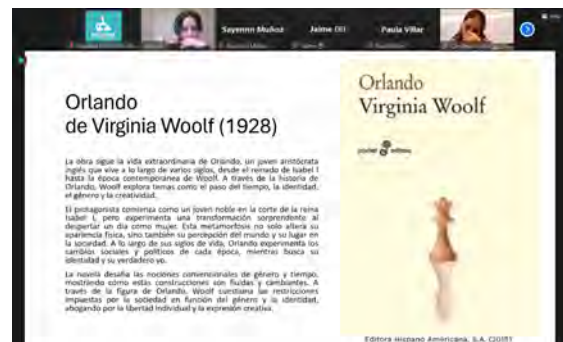 Sayennn Muñoz
Jaime
Paula Villar
Orlando
de Virginia Woolf (1928)
La obra sigue la vida extraordinaria de Orlando, un joven aristócrata
inglés que vive a lo largo de varios siglos, desde el reinado de Isabel I
hasta la época contemporánea de Woolf. A través de la historia de
Orlando, Woolf explora temas como el paso del tiempo, la identidad,
el género y la creatividad.
El protagonista comienza como un joven noble en la corte de la reina
Isabel I, pero experimenta una transformación sorprendente al
despertar un día como mujer. Esta metamorfosis no solo altera su
apariencia física, sino también su percepción del mundo y su lugar en
la sociedad. A lo largo de sus siglos de vida, Orlando experimenta los
cambios sociales y políticos de cada época, mientras busca su
identidad y su verdadero yo.
La novela desafía las nociones convencionales de género y tiempo,
mostrando cómo estas construcciones son fluidas y cambiantes. A
través de la figura de Orlando, Woolf cuestiona las restricciones
impuestas por la sociedad en función del género y la identidad,
abogando por la libertad individual y la expresión creativa.
Orlando
Virginia Woolf
pocket edhasa
Editora Hispano Americana, S.A. (2018)